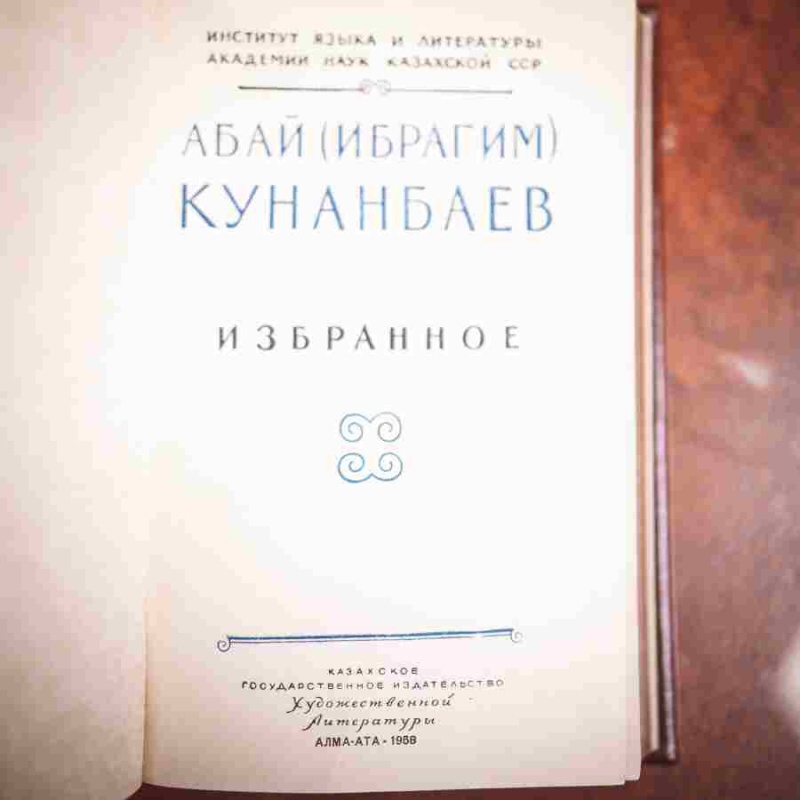 ИНСТИТУТ ЯЗЫКА И ЛИТЕРАТУРЫ
АКАДЕМИИ НАУК КАЗАХСКОЙ ССР
АБАЙ (ИБРАГИМ)
КУНАНБАЕВ
ИЗБРАННОЕ
КАЗАХСКОЕ
ГОСУДАРСТВЕННОЕ ИЗДАТЕЛЬСТВО
Художественной
Литературы
АЛМА-АТА - 1958